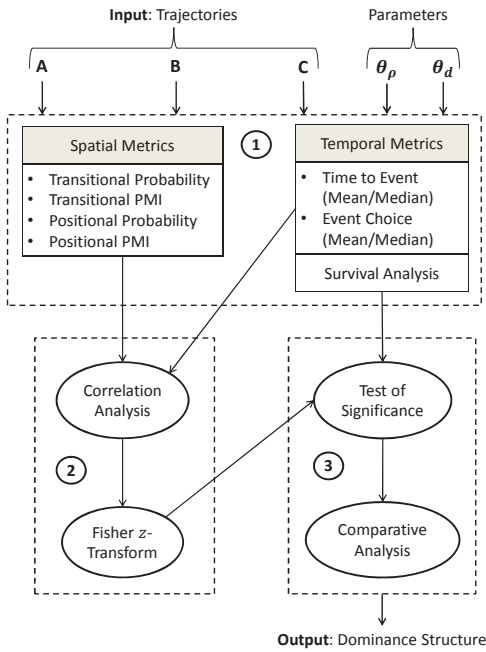 Input: Trajectories
Parameters
A
B
C
θρ
θd
1
Spatial Metrics
• Transitional Probability
• Transitional PMI
• Positional Probability
• Positional PMI
Temporal Metrics
• Time to Event
(Mean/Median)
• Event Choice
(Mean/Median)
Survival Analysis
Correlation
Analysis
2
Fisher z-
Transform
Test of
Significance
3
Comparative
Analysis
Output: Dominance Structure